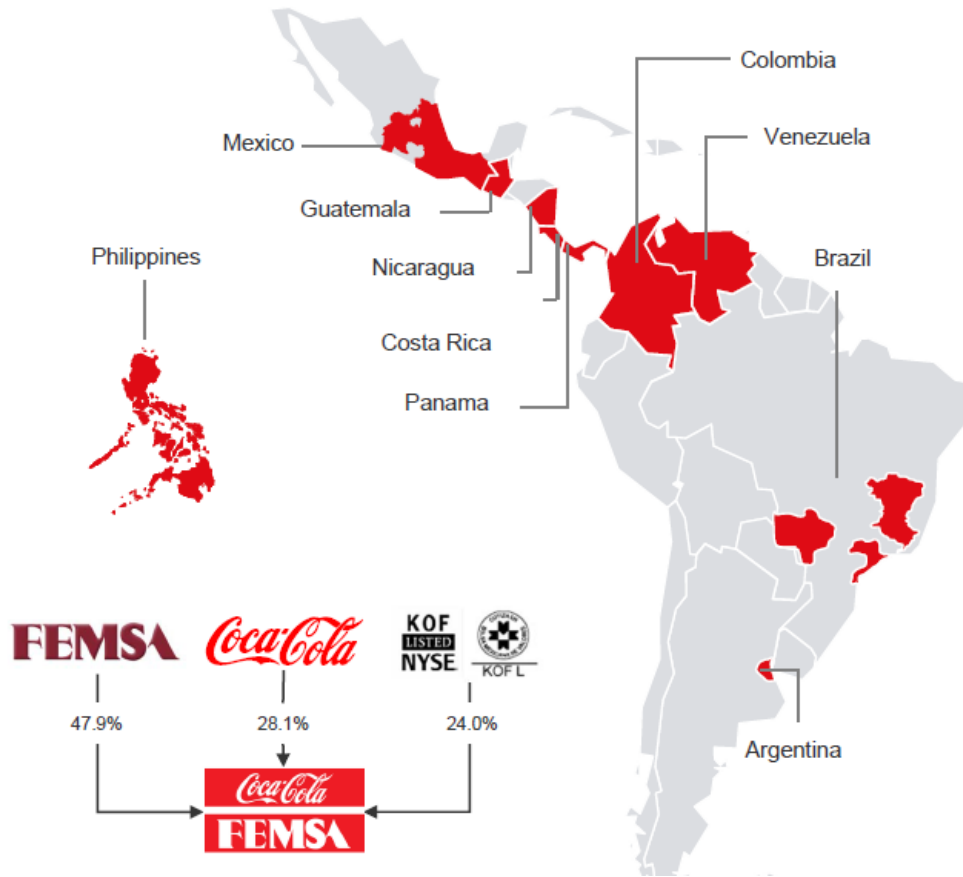 Colombia
Mexico
Venezuela
Guatemala
Philippines
Nicaragua
Brazil
Costa Rica
Panama
FEMSA
Coca-Cola
KOF
LISTED
NYSE
KOF L
47.9%
28.1%
24.0%
Argentina
Coca-Cola
FEMSA